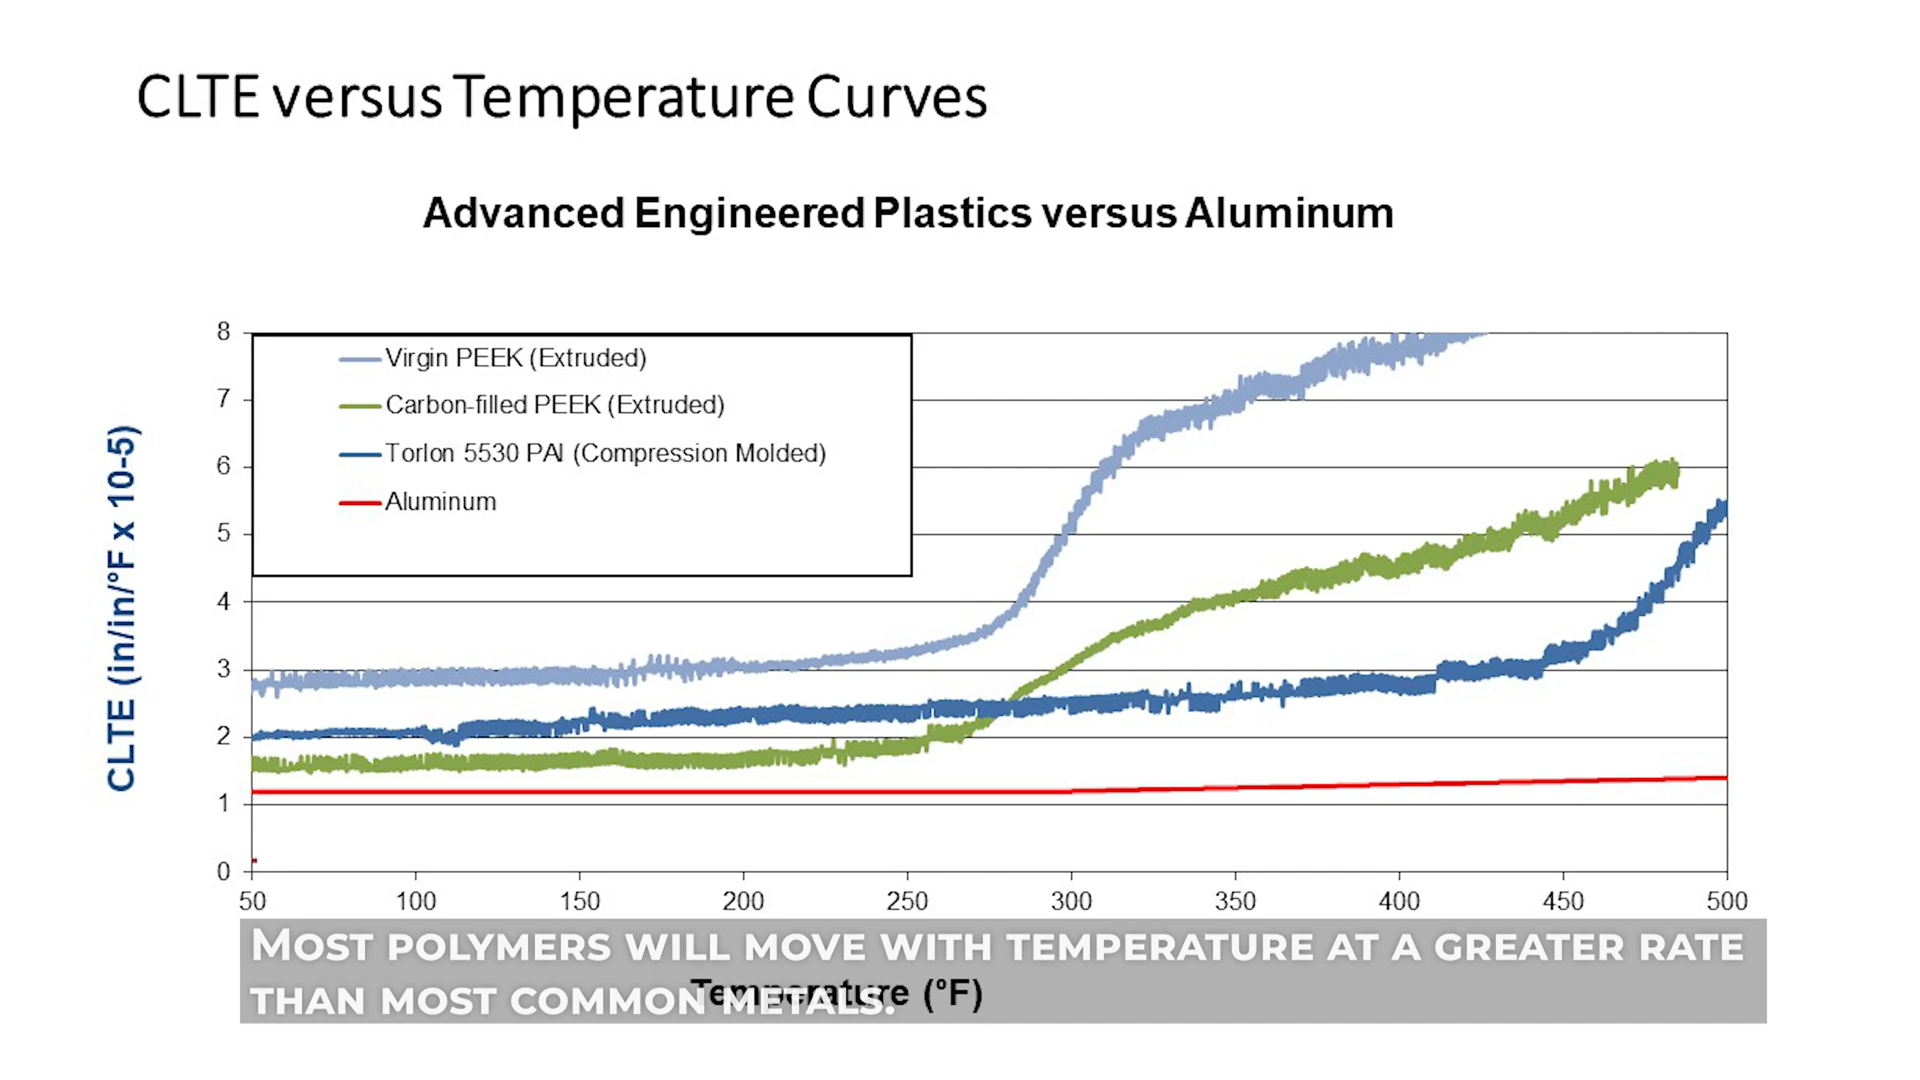 CLTE versus Temperature Curves
Advanced Engineered Plastics versus Aluminum
Virgin PEEK (Extruded)
Carbon-filled PEEK (Extruded)
Torlon 5530 PAI (Compression Molded)
Aluminum
CLTE (in/in/°F x 10-5)
8
7
6
5
4
3
2
1
0
50 100 150 200 250 300 350 400 450 500
Temperature (°F)
Most polymers will move with temperature at a greater rate
than most common metals.